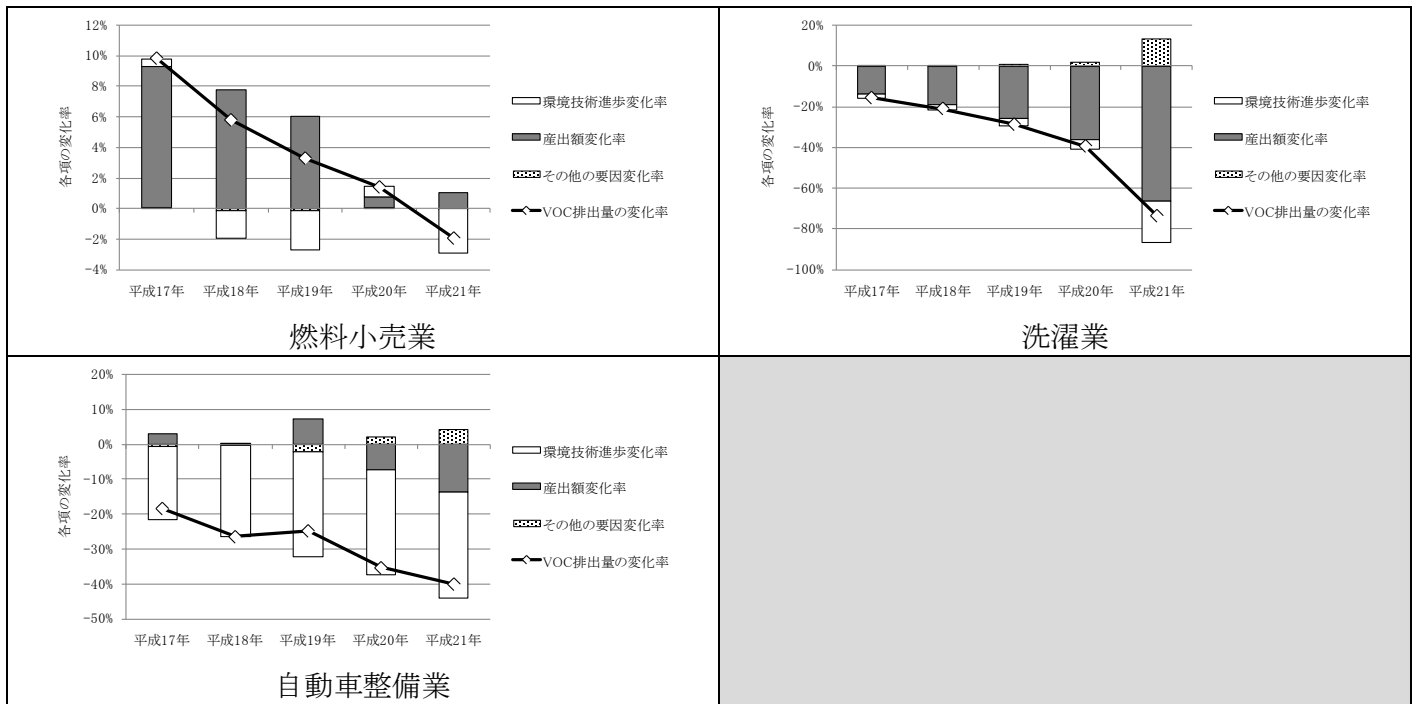 12%
10%
8%
6%
4%
2%
0%
-2%
-4%
各項の変化率
平成17年 平成18年 平成19年 平成20年 平成21年
環境技術進歩変化率
産出額変化率
その他の要因変化率
VOC排出量の変化率
燃料小売業
20%
0%
-20%
-40%
-60%
-80%
-100%
各項の変化率
平成17年 平成18年 平成19年 平成20年 平成21年
環境技術進歩変化率
産出額変化率
その他の要因変化率
VOC排出量の変化率
洗濯業
20%
10%
0%
-10%
-20%
-30%
-40%
-50%
各項の変化率
平成17年 平成18年 平成19年 平成20年 平成21年
環境技術進歩変化率
産出額変化率
その他の要因変化率
VOC排出量の変化率
自動車整備業